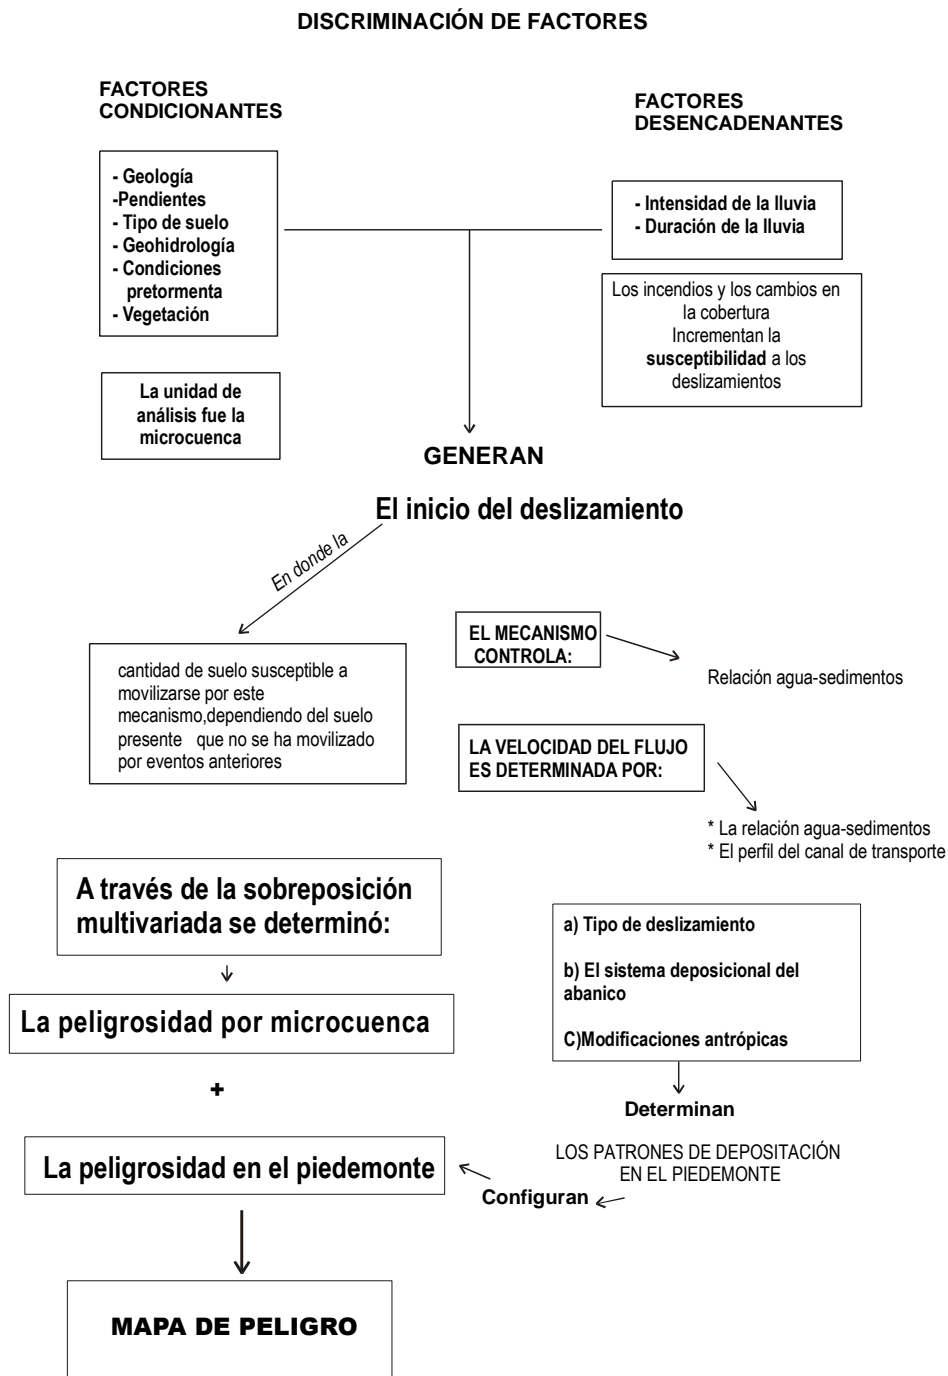 DISCRIMINACIÓN DE FACTORES
FACTORES
CONDICIONANTES
- Geología
-Pendientes
- Tipo de suelo
- Geohidrología
- Condiciones
pretormenta
- Vegetación
La unidad de
análisis fue la
microcuenca
FACTORES
DESENCADENANTES
- Intensidad de la lluvia
- Duración de la lluvia
Los incendios y los cambios en
la cobertura
Incrementan la
susceptibilidad a los
deslizamientos
GENERAN
El inicio del deslizamiento
En donde la
cantidad de suelo susceptible a
movilizarse por este
mecanismo,dependiendo del suelo
presente que no se ha movilizado
por eventos anteriores
EL MECANISMO
CONTROLA:
Relación agua-sedimentos
LA VELOCIDAD DEL FLUJO
ES DETERMINADA POR:
* La relación agua-sedimentos
* El perfil del canal de transporte
A través de la sobreposición
multivariada se determinó:
La peligrosidad por microcuenca
+
La peligrosidad en el piedemonte
a) Tipo de deslizamiento
b) El sistema deposicional del
abanico
C)Modificaciones antrópicas
Determinan
LOS PATRONES DE DEPOSITACIÓN
EN EL PIEDEMONTE
Configuran
MAPA DE PELIGRO